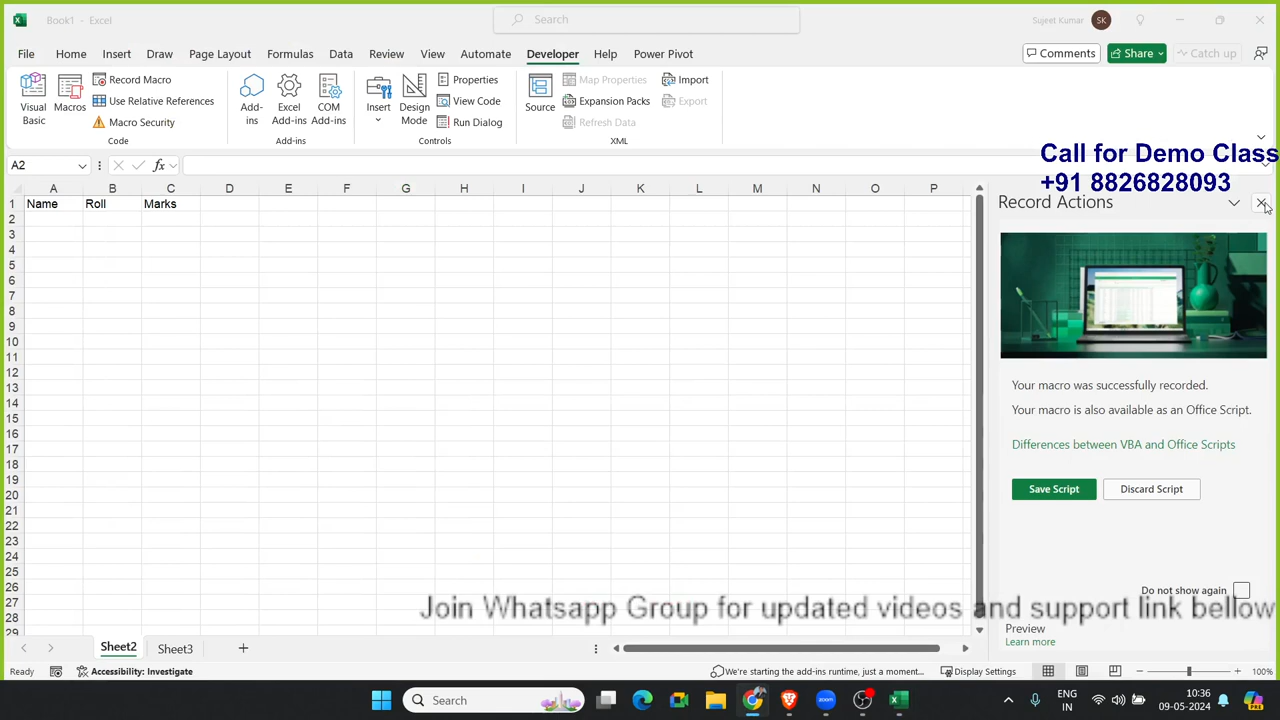 Book1 - Excel
Search
Sujeet Kumar
SK
File Home Insert Draw Page Layout Formulas Data Review View Automate Developer Help Power Pivot
Comments
Share
Catch up
Visual Basic
Macros
Record Macro
Use Relative References
Macro Security
Code
Add-ins
Excel Add-ins
COM Add-ins
Add-ins
Insert
Design Mode
Properties
View Code
Run Dialog
Controls
Source
Map Properties
Expansion Packs
Refresh Data
Import
Export
XML
Call for Demo Class
+91 8826828093
A2
fx
A B C D E F G H I J K L M N O P
1 Name Roll Marks
2
3
4
5
6
7
8
9
10
11
12
13
14
15
16
17
18
19
20
21
22
23
24
25
26
27
28
29
Record Actions
Your macro was successfully recorded.
Your macro is also available as an Office Script.
Differences between VBA and Office Scripts
Save Script
Discard Script
Do not show again
Join Whatsapp Group for updated videos and support link bellow
Preview
Learn more
Sheet2
Sheet3
Ready
Accessibility: Investigate
We're starting the add-ins runtime, just a moment...
Display Settings
100%
Search
ENG
IN
10:36
09-05-2024